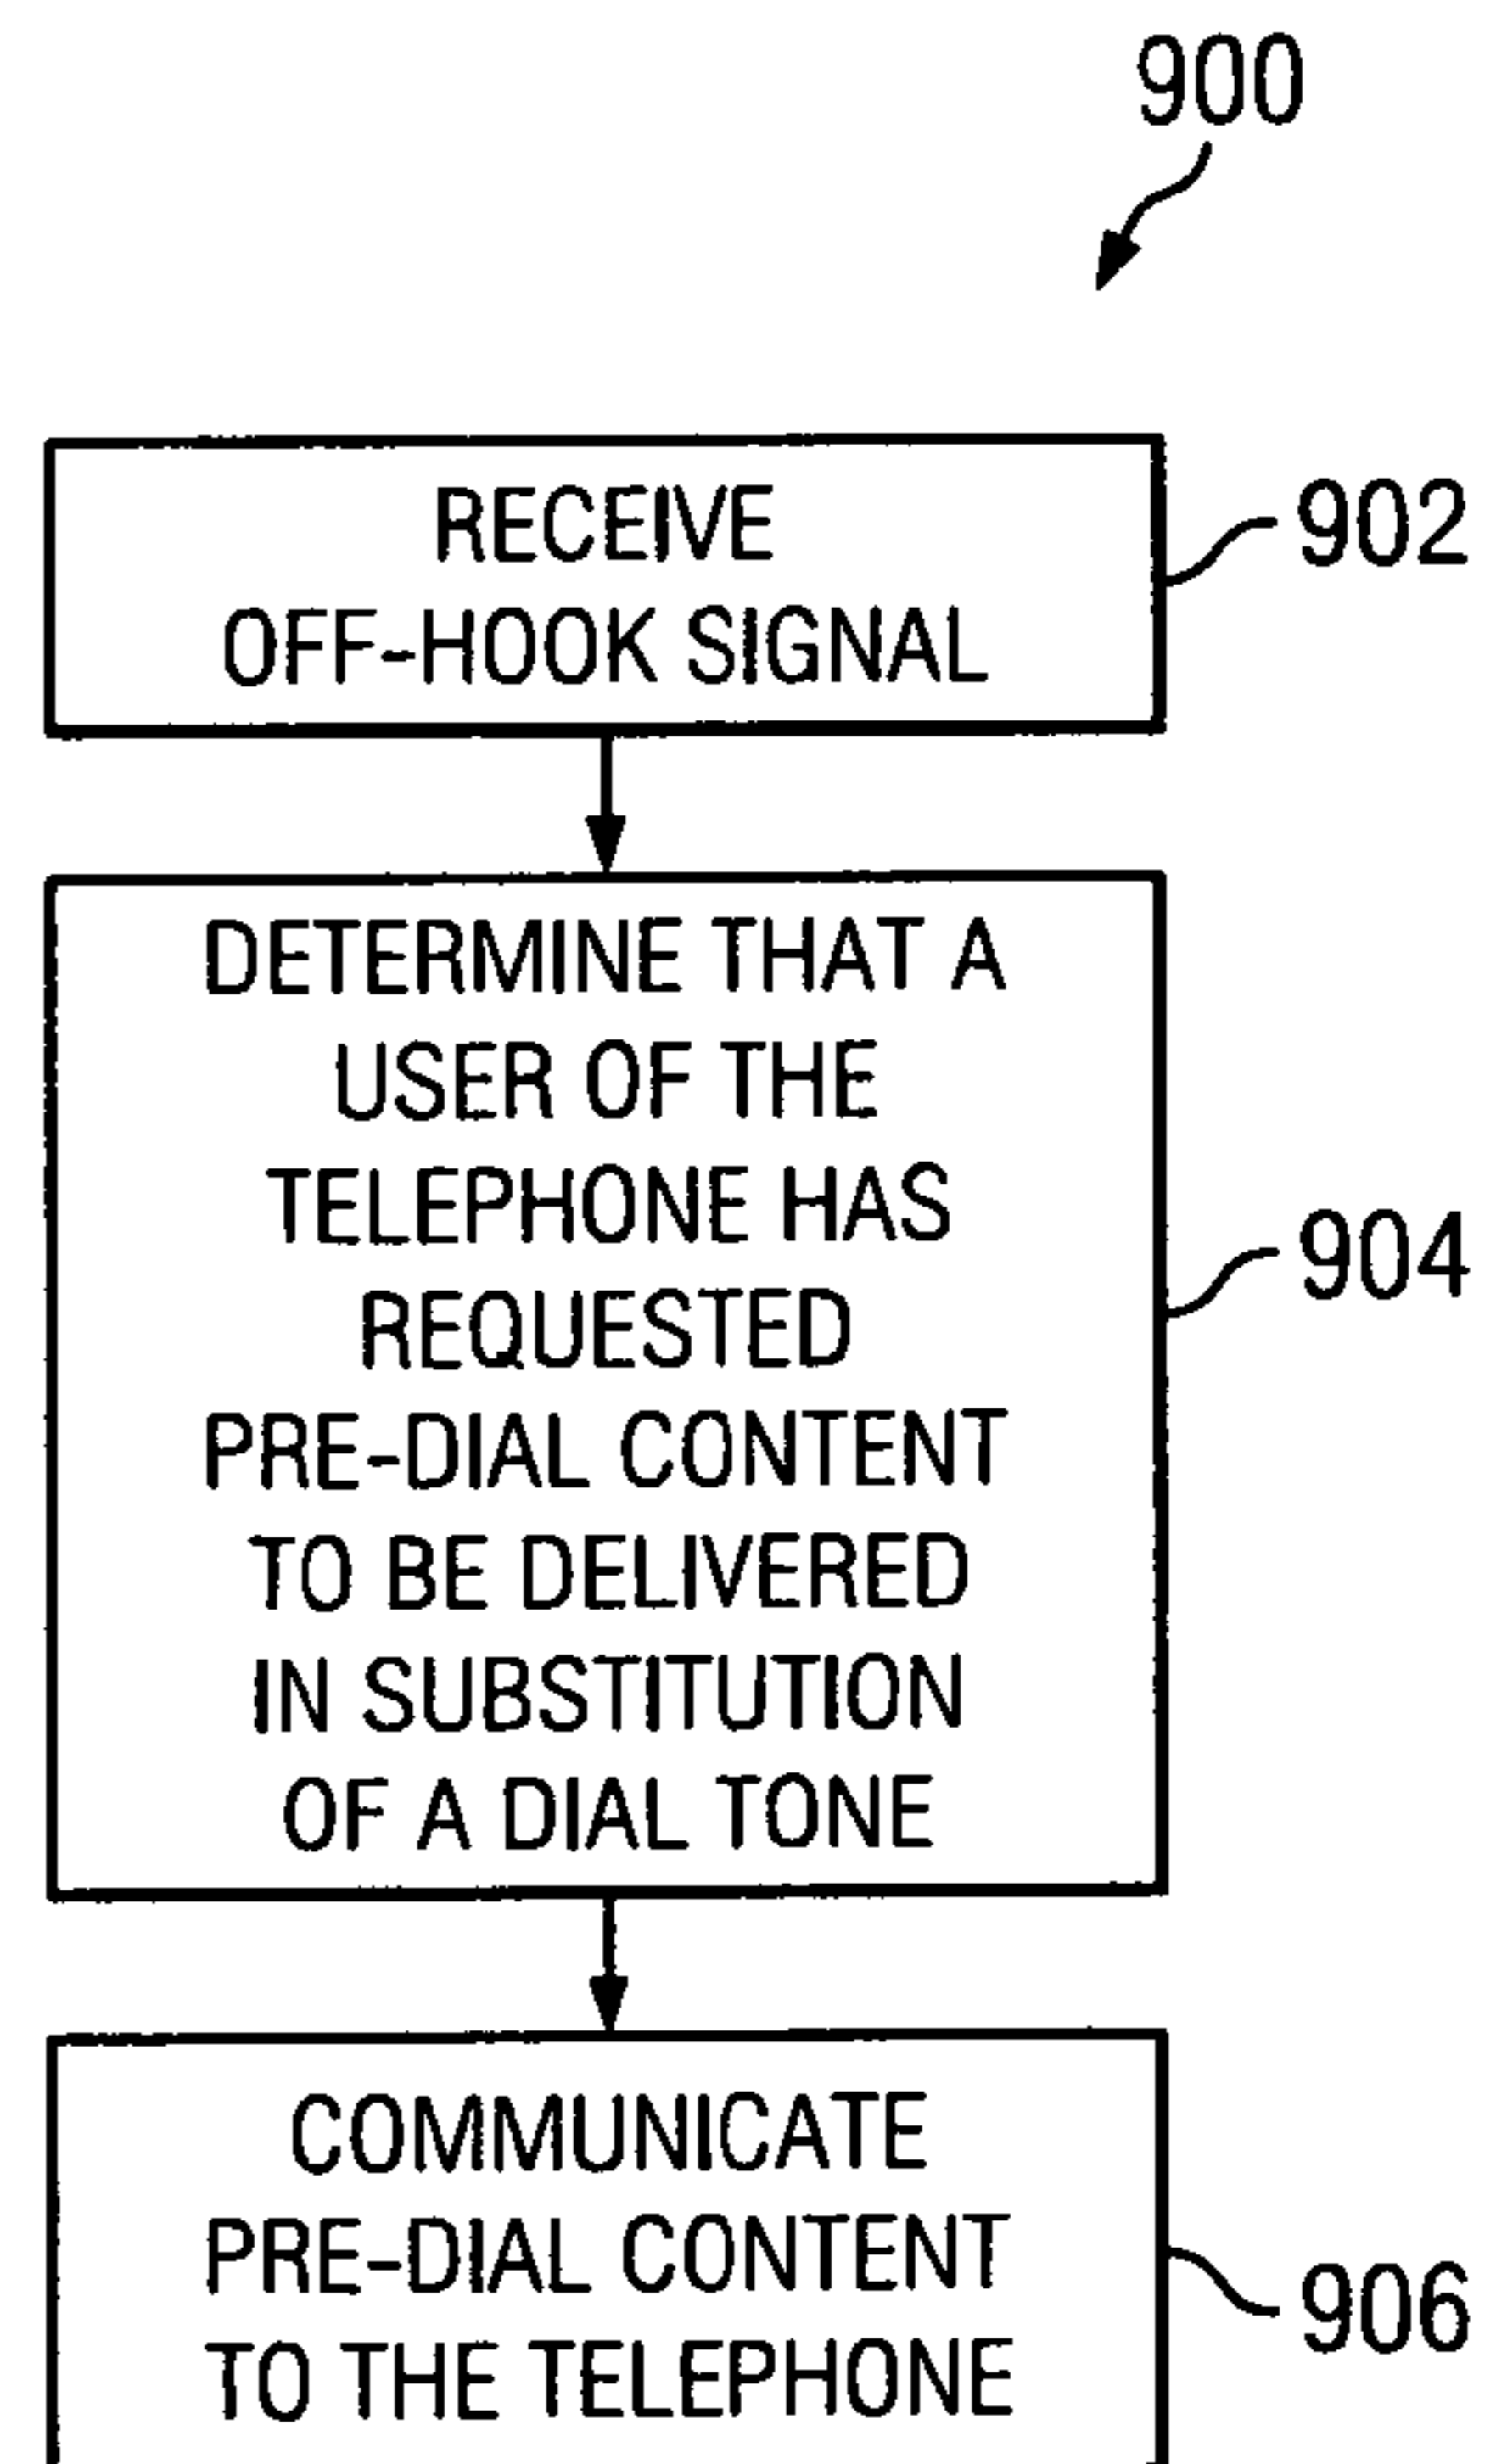 900
RECEIVE
OFF-HOOK SIGNAL
902
DETERMINE THAT A
USER OF THE
TELEPHONE HAS
REQUESTED
PRE-DIAL CONTENT
TO BE DELIVERED
IN SUBSTITUTION
OF A DIAL TONE
904
COMMUNICATE
PRE-DIAL CONTENT
TO THE TELEPHONE
906